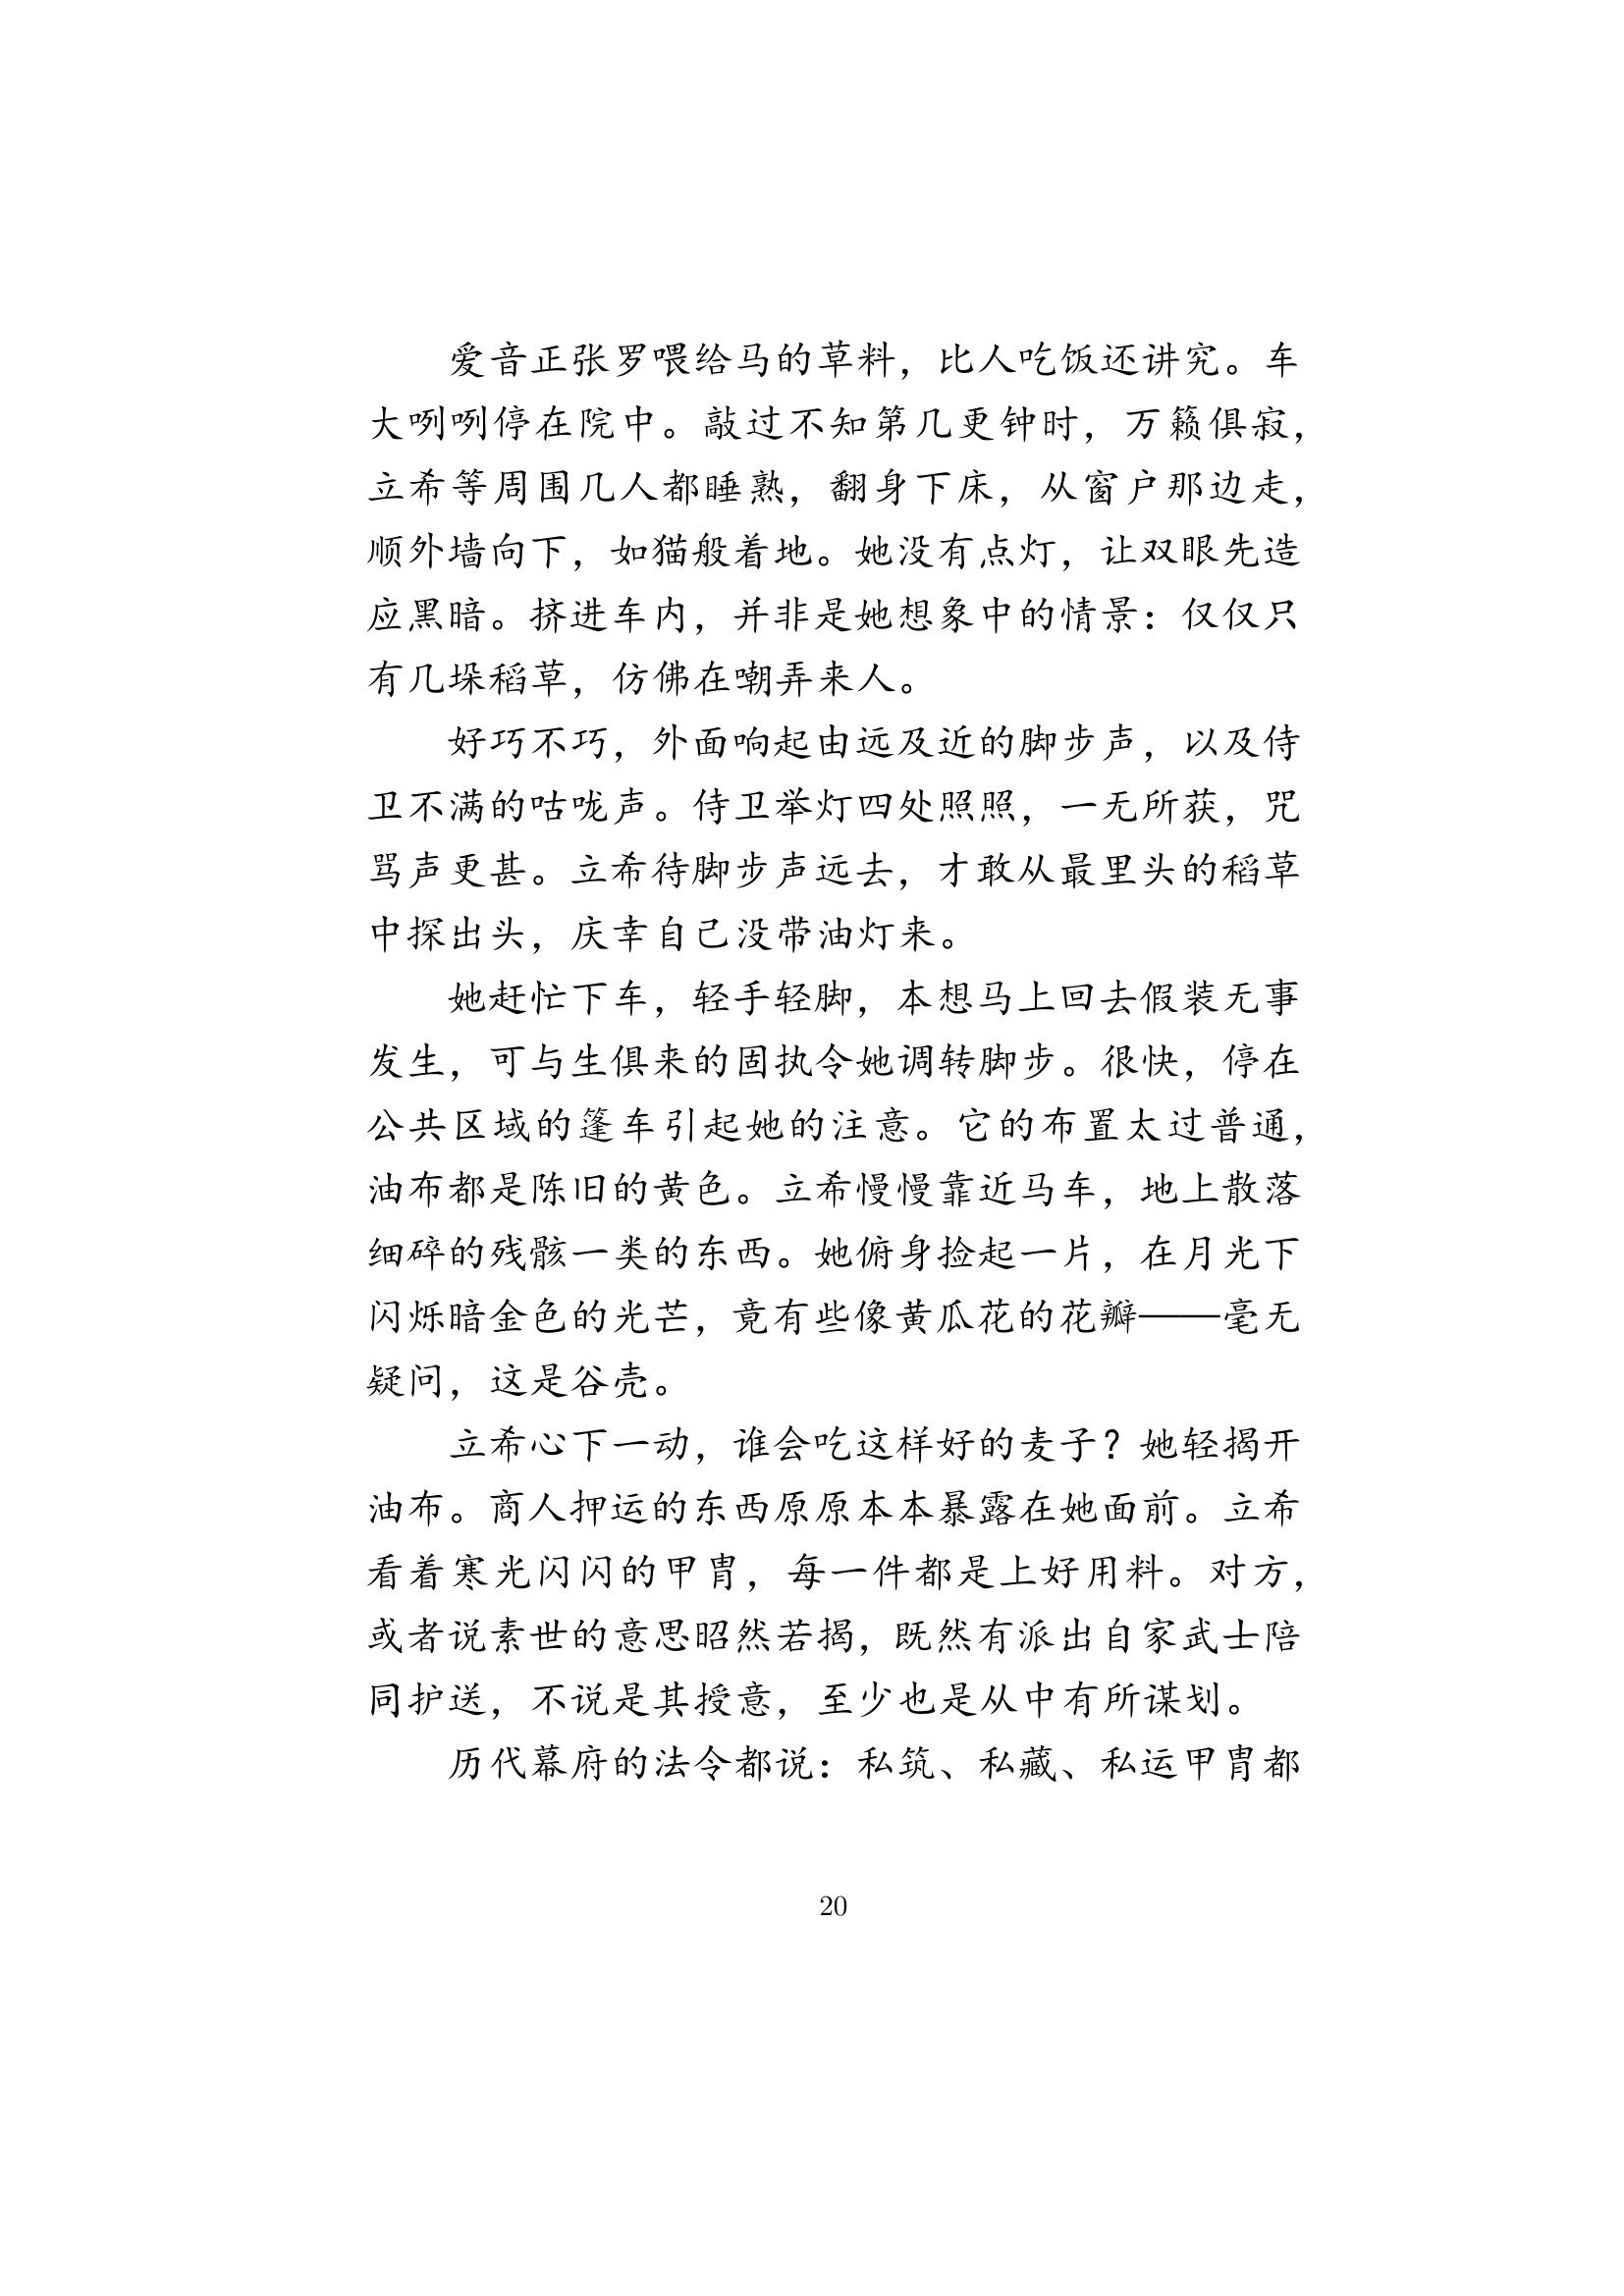 爱音正张罗喂给马的草料，比人吃饭还讲究。车
大咧咧停在院中。敲过不知第几更钟时，万籁俱寂，
立希等周围几人都睡熟，翻身下床，从窗户那边走，
顺外墙向下，如猫般着地。她没有点灯，让双眼先造
应黑暗。挤进车内，并非是她想象中的情景：仅仅只
有几垛稻草，仿佛在嘲弄来人。
好巧不巧，外面响起由远及近的脚步声，以及侍
卫不满的咕咙声。侍卫举灯四处照照，一无所获，咒
骂声更甚。立希待脚步声远去，才敢从最里头的稻草
中探出头，庆幸自己没带油灯来。
她赶忙下车，轻手轻脚，本想马上回去假装无事
发生，可与生俱来的固执令她调转脚步。很快，停在
公共区域的篷车引起她的注意。它的布置太过普通，
油布都是陈旧的黄色。立希慢慢靠近马车，地上散落
细碎的残骸一类的东西。她俯身捡起一片，在月光下
闪烁暗金色的光芒，竟有些像黄瓜花的花瓣——毫无
疑问，这是谷壳。
立希心下一动，谁会吃这样好的麦子？她轻揭开
油布。商人押运的东西原原本本暴露在她面前。立希
看着寒光闪闪的甲胄，每一件都是上好用料。对方，
或者说素世的意思昭然若揭，既然有派出自家武士陪
同护送，不说是其授意，至少也是从中有所谋划。
历代幕府的法令都说：私筑、私藏、私运甲胄都
20